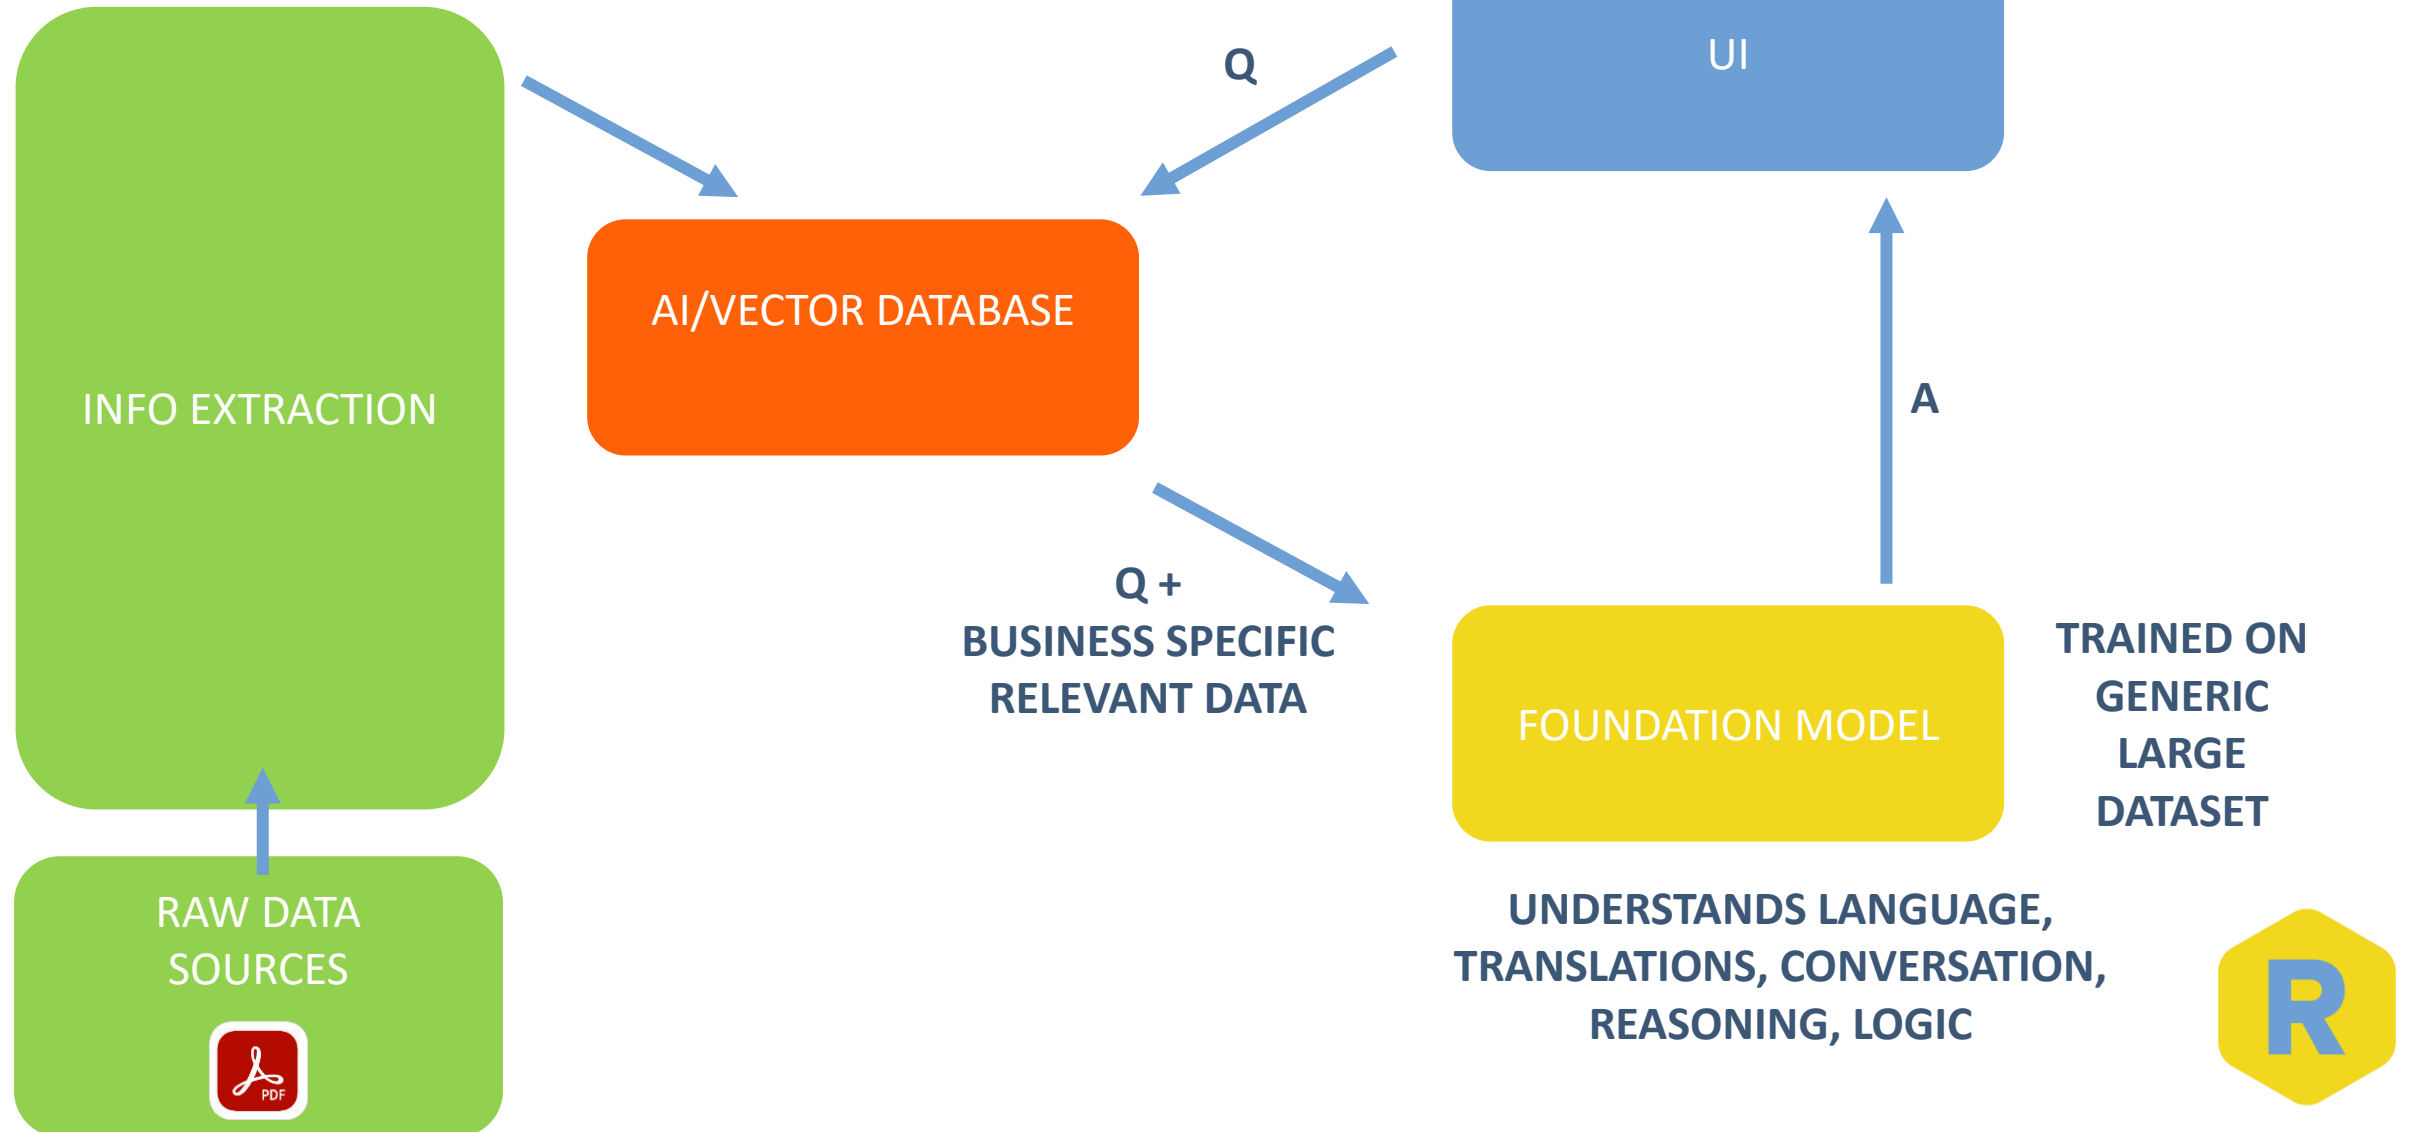 UI
Q
AI/VECTOR DATABASE
INFO EXTRACTION
A
Q +
BUSINESS SPECIFIC
RELEVANT DATA
FOUNDATION MODEL
TRAINED ON
GENERIC
LARGE
DATASET
UNDERSTANDS LANGUAGE,
TRANSLATIONS, CONVERSATION,
REASONING, LOGIC
RAW DATA
SOURCES
PDF
R